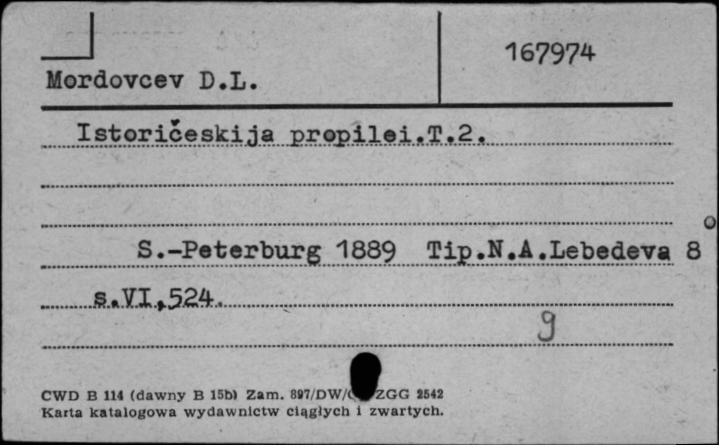 167974
Mordovcev D.L.
Istoričeskija propilei.T.2.
S.-Peterburg 1889 Tip.N.A.Lebedeva 8°
s.VI,524.
g
CWD B 114 (dawny B 15b) Zam. 897/DW/ ZGG 2542
Karta katalogowa wydawnictw ciągłych i zwartych.